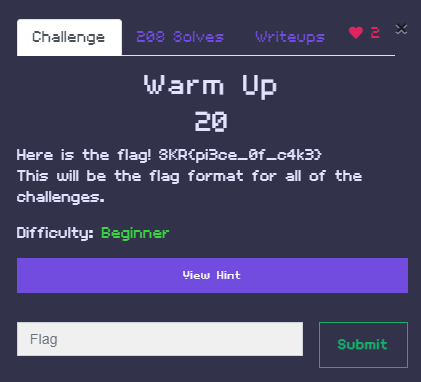 Challenge 208 Solves Writeups ♥ 2 ×
Warm Up
20
Here is the flag! 8KR{pi3ce_0f_c4k3}
This will be the flag format for all of the
challenges.
Difficulty: Beginner
View Hint
Flag Submit